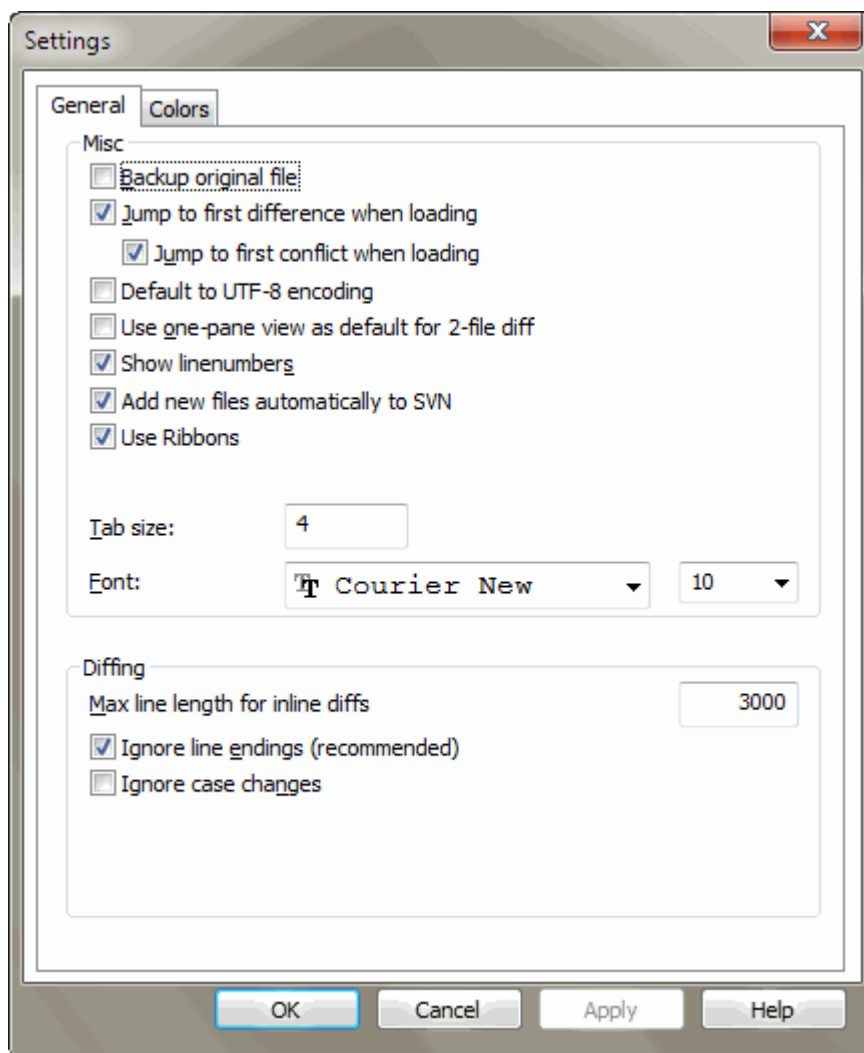 Settings
General Colors
Misc
Backup original file
Jump to first difference when loading
Jump to first conflict when loading
Default to UTF-8 encoding
Use one-pane view as default for 2-file diff
Show linenumbers
Add new files automatically to SVN
Use Ribbons
Tab size: 4
Font: Courier New 10
Diffing
Max line length for inline diffs 3000
Ignore line endings (recommended)
Ignore case changes
OK Cancel Apply Help